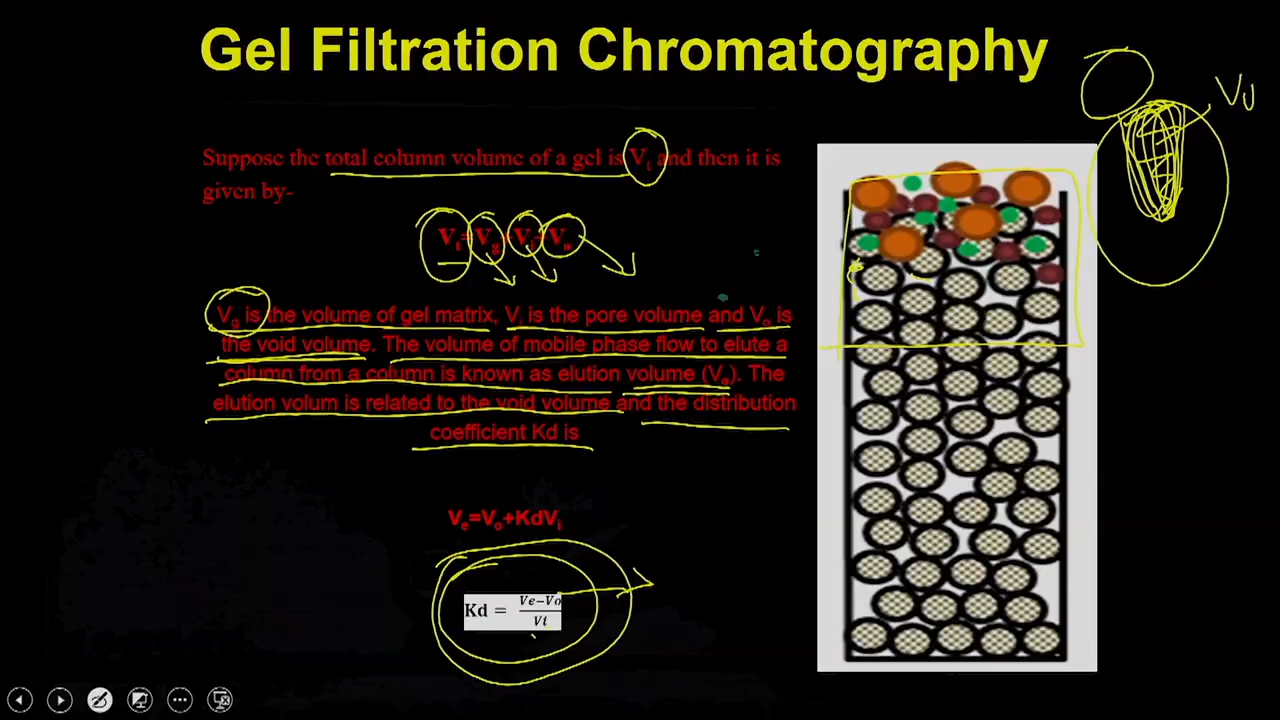 Gel Filtration Chromatography
Vo
Suppose the total column volume of a gel is Vt and then it is
given by-
Vt=Vg+Vi+Vo
Vg is the volume of gel matrix, Vi is the pore volume and Vo is
the void volume. The volume of mobile phase flow to elute a
column from a column is known as elution volume (Ve). The
elution volum is related to the void volume and the distribution
coefficient Kd is
Ve=Vo+KdVi
Kd = Ve-Vo
Vi